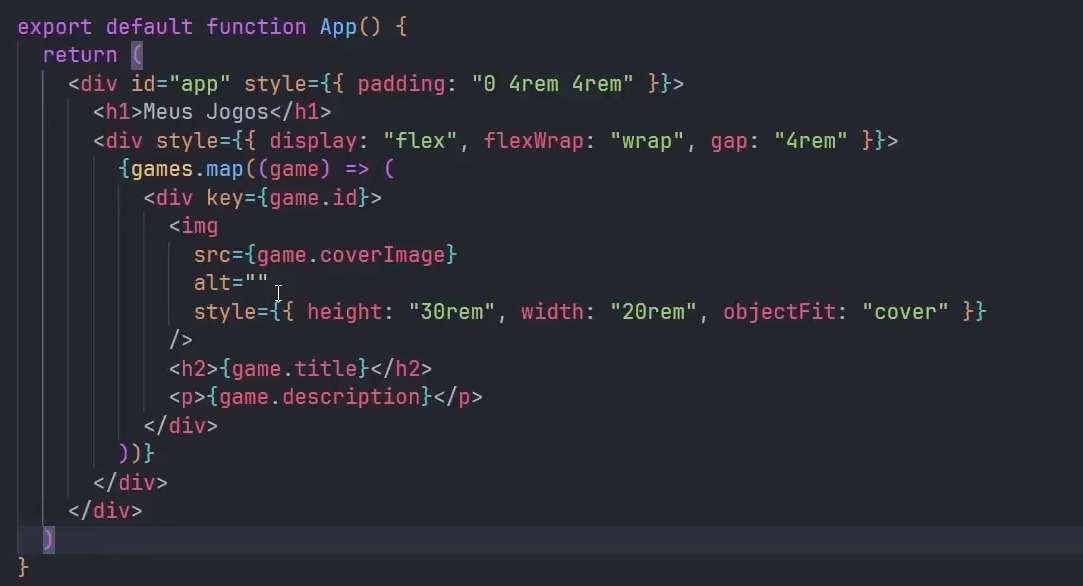 export default function App() {
  return (
    <div id="app" style={{ padding: "0 4rem 4rem" }}>
      <h1>Meus Jogos</h1>
      <div style={{ display: "flex", flexWrap: "wrap", gap: "4rem" }}>
        {games.map((game) => (
          <div key={game.id}>
            <img
              src={game.coverImage}
              alt=""
              style={{ height: "30rem", width: "20rem", objectFit: "cover" }}
            />
            <h2>{game.title}</h2>
            <p>{game.description}</p>
          </div>
        ))}
      </div>
    </div>
  )
}